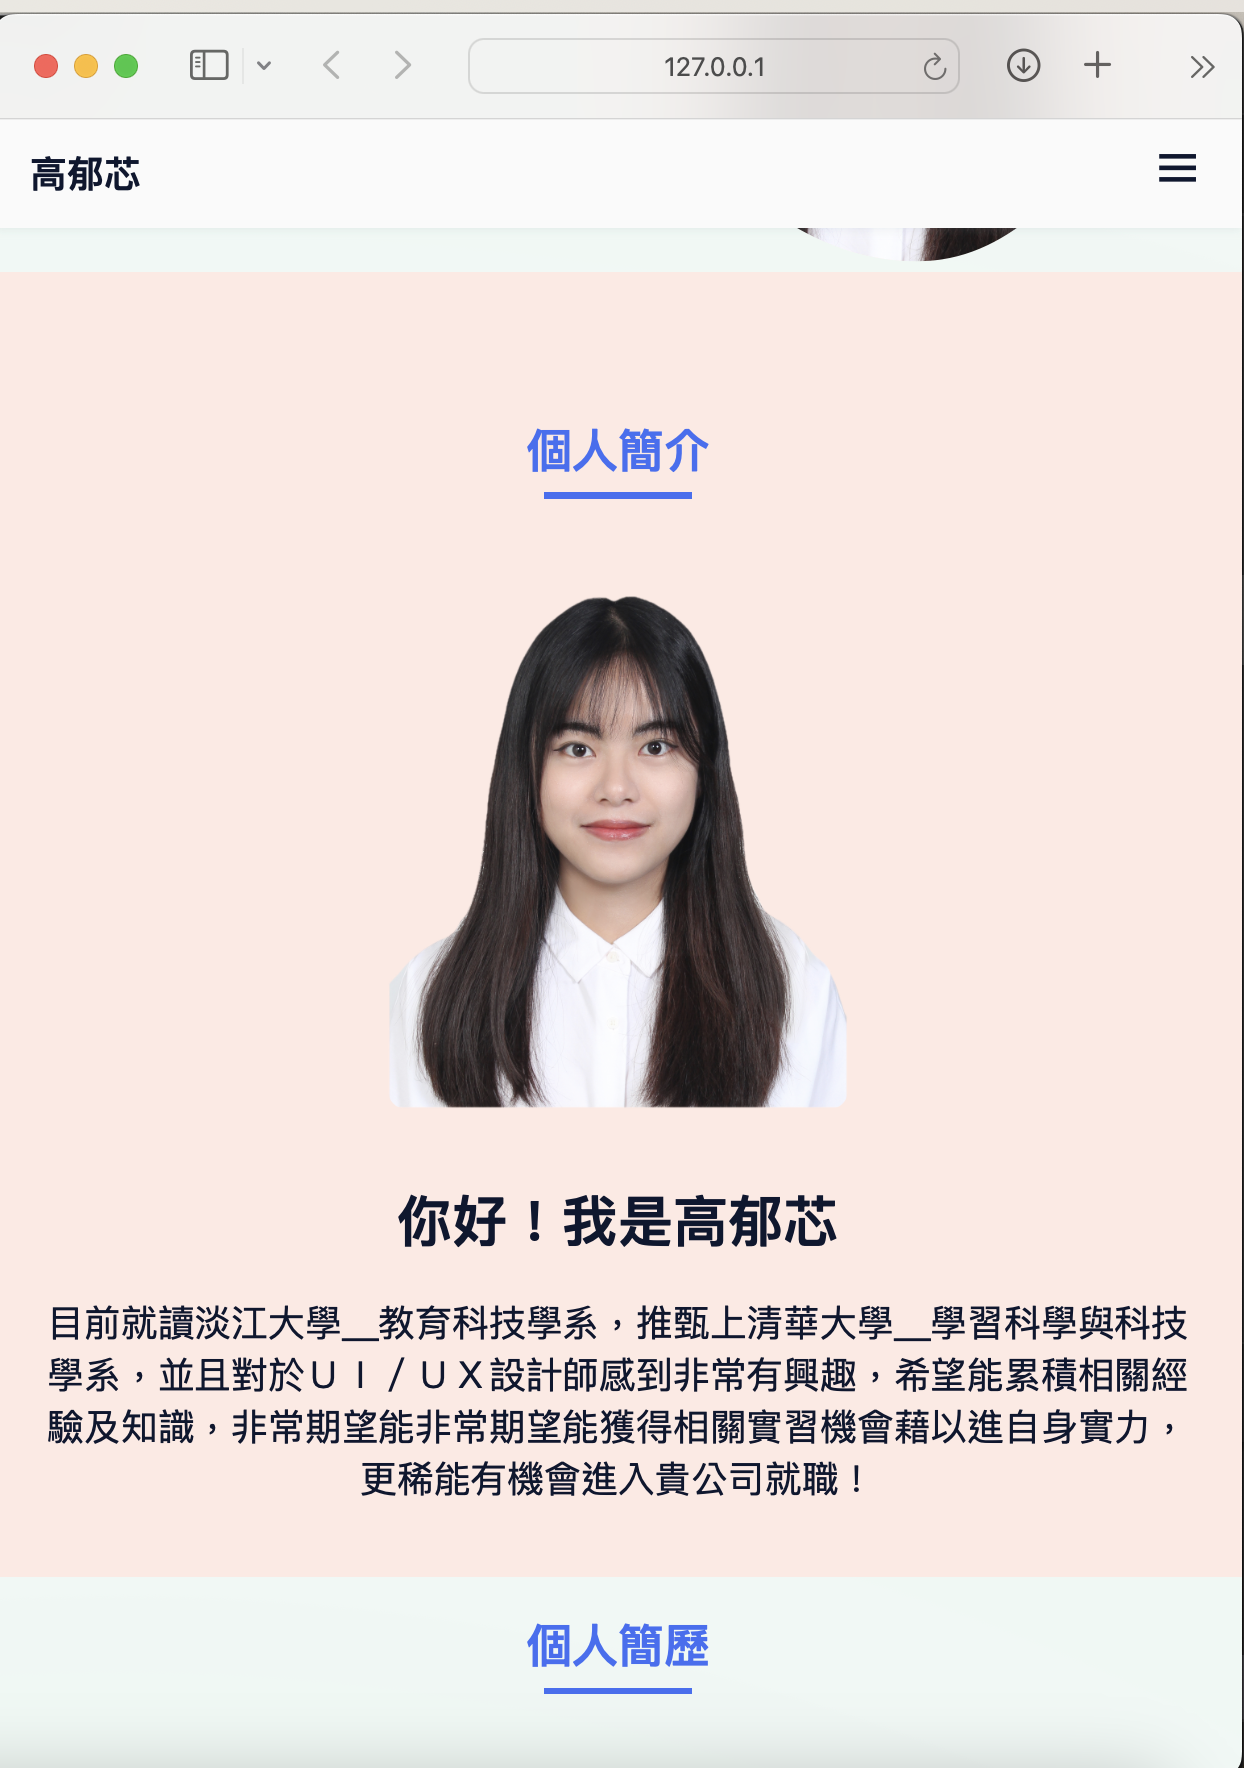 127.0.0.1
高郁芯
個人簡介
你好！我是高郁芯
目前就讀淡江大學__教育科技學系，推甄上清華大學__學習科學與科技
學系，並且對於ＵＩ／ＵＸ設計師感到非常有興趣，希望能累積相關經
驗及知識，非常期望能非常期望能獲得相關實習機會藉以進自身實力，
更稀能有機會進入貴公司就職！
個人簡歷